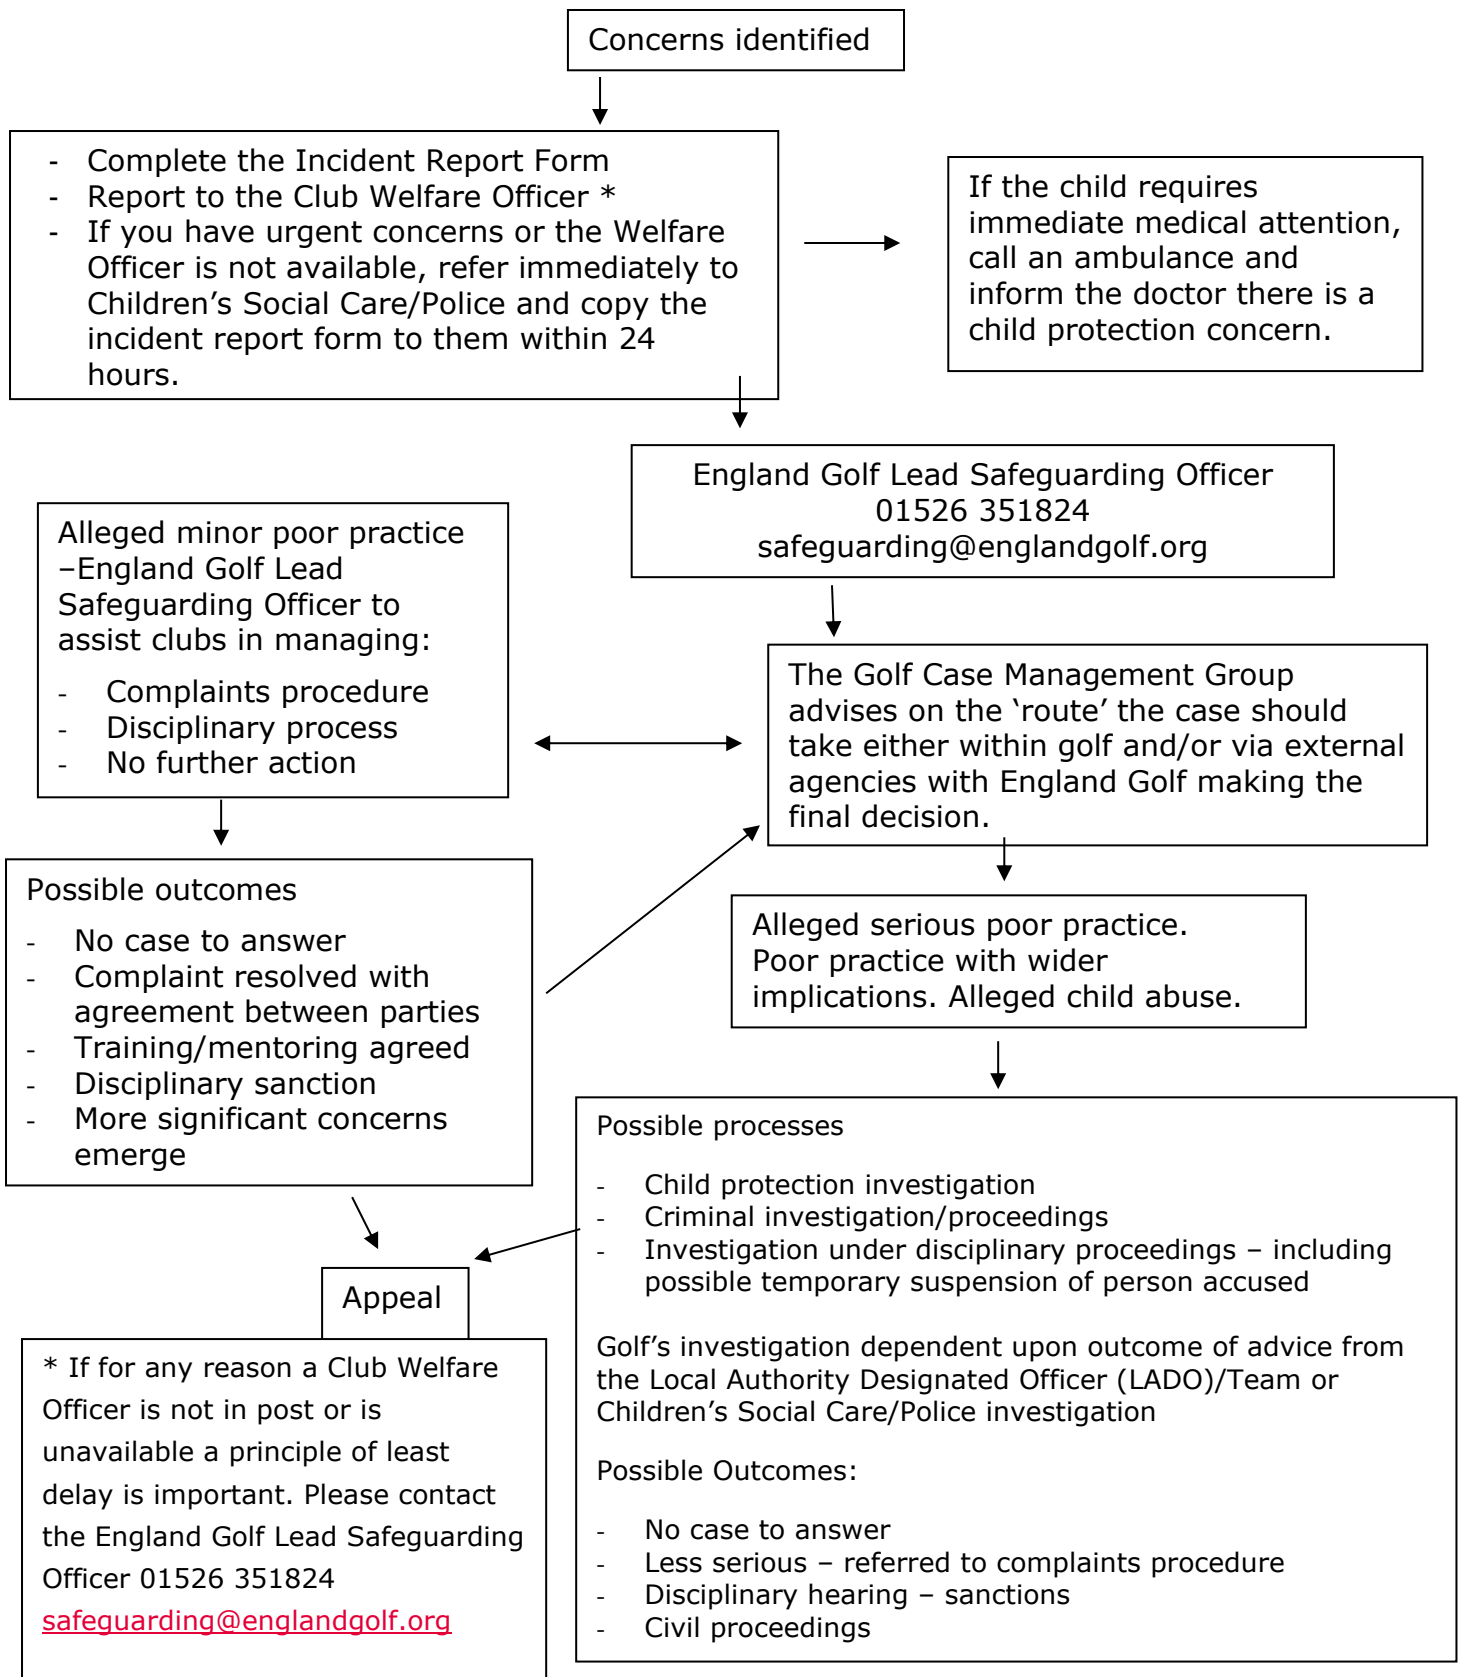 Concerns identified
- Complete the Incident Report Form
- Report to the Club Welfare Officer *
- If you have urgent concerns or the Welfare
Officer is not available, refer immediately to
Children’s Social Care/Police and copy the
incident report form to them within 24
hours.
If the child requires
immediate medical attention,
call an ambulance and
inform the doctor there is a
child protection concern.
England Golf Lead Safeguarding Officer
01526 351824
safeguarding@englandgolf.org
Alleged minor poor practice
–England Golf Lead
Safeguarding Officer to
assist clubs in managing:
- Complaints procedure
- Disciplinary process
- No further action
The Golf Case Management Group
advises on the ‘route’ the case should
take either within golf and/or via external
agencies with England Golf making the
final decision.
Possible outcomes
- No case to answer
- Complaint resolved with
agreement between parties
- Training/mentoring agreed
- Disciplinary sanction
- More significant concerns
emerge
Alleged serious poor practice.
Poor practice with wider
implications. Alleged child abuse.
Possible processes
- Child protection investigation
- Criminal investigation/proceedings
- Investigation under disciplinary proceedings – including
possible temporary suspension of person accused
Golf’s investigation dependent upon outcome of advice from
the Local Authority Designated Officer (LADO)/Team or
Children’s Social Care/Police investigation
Possible Outcomes:
- No case to answer
- Less serious – referred to complaints procedure
- Disciplinary hearing – sanctions
- Civil proceedings
Appeal
* If for any reason a Club Welfare
Officer is not in post or is
unavailable a principle of least
delay is important. Please contact
the England Golf Lead Safeguarding
Officer 01526 351824
safeguarding@englandgolf.org